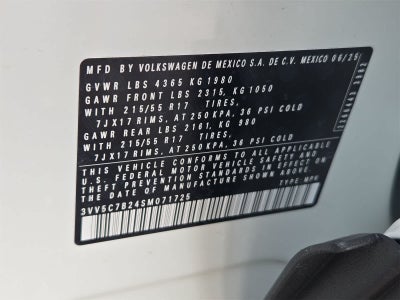 MFD BY VOLKSWAGEN DE MEXICO S.A. DE C.V. MEXICO 06/25
GVWR LBS 4365 KG 1980
GAWR FRONT LBS 2315, KG 1050
WITH 215/55 R17 TIRES,
7JX17 RIMS, AT 250 KPA, 36 PSI COLD
GAWR REAR LBS 2161, KG 980
WITH 215/55 R17 TIRES,
7JX17 RIMS, AT 250 KPA, 36 PSI COLD
THIS VEHICLE CONFORMS TO ALL APPLICABLE
U.S. FEDERAL MOTOR VEHICLE SAFETY AND
THEFT PREVENTION STANDARDS IN EFFECT ON
THE DATE OF MANUFACTURE SHOWN ABOVE.
TYPE: MPV
3VV5C7B24SM071725